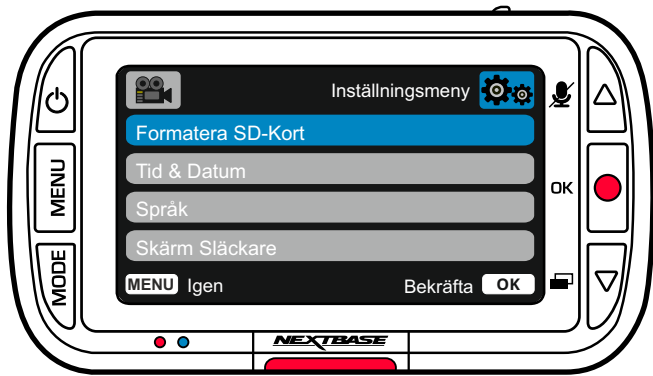 Inställningsmeny
Formatera SD-Kort
Tid & Datum
Språk
Skärm Släckare
MENU Igen Bekräfta OK
MENU
MODE
OK
NEXTBASE